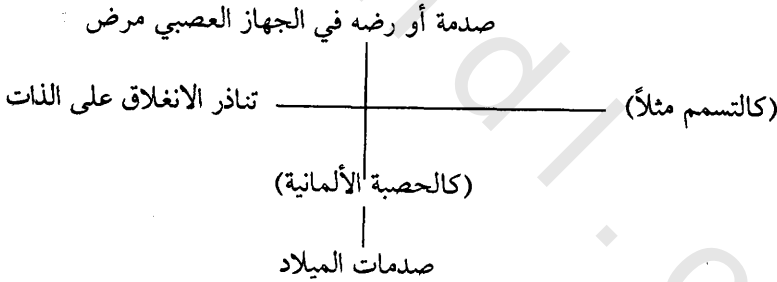 صدمة أو رضه في الجهاز العصبي مرض
(كالتسمم مثلاً) تناذر الانغلاق على الذات
(كالحصبة الألمانية)
صدمات الميلاد